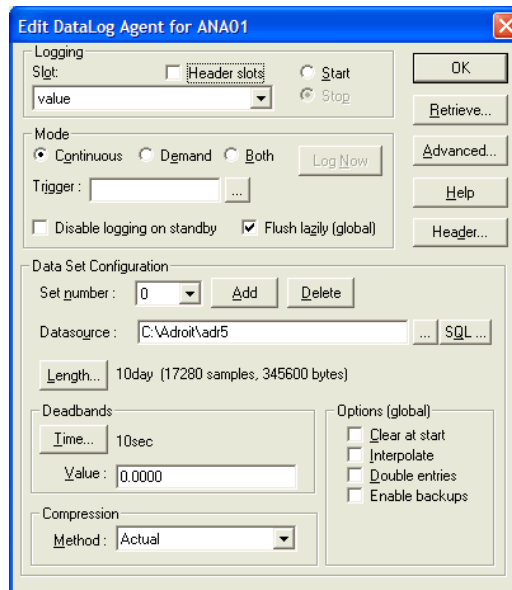 Edit DataLog Agent for ANA01
Logging
Slot:
Header slots
Start
OK
value
Stop
Retrieve...
Mode
Continuous Demand Both
Log Now
Advanced...
Trigger :
...
Help
Disable logging on standby
Flush lazily (global)
Header...
Data Set Configuration
Set number : 0 Add Delete
Datasource : C:\Adroit\adr5 ... SQL ...
Length... 10day (17280 samples, 345600 bytes)
Deadbands
Time... 10sec
Value : 0.0000
Options (global)
Clear at start
Interpolate
Double entries
Enable backups
Compression
Method : Actual